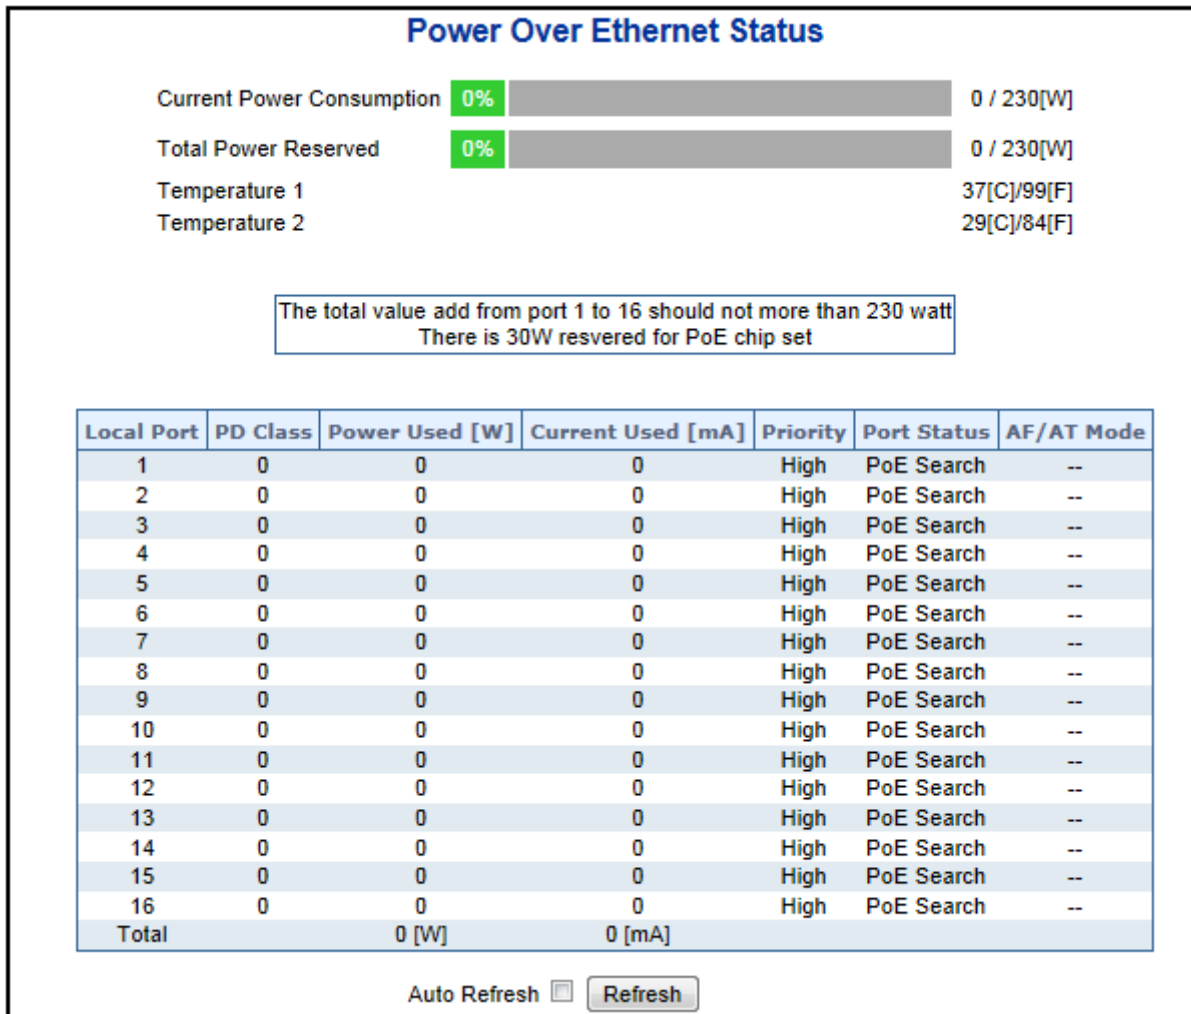 Power Over Ethernet Status
Current Power Consumption 0% 0 / 230[W]
Total Power Reserved 0% 0 / 230[W]
Temperature 1 37[C]/99[F]
Temperature 2 29[C]/84[F]
The total value add from port 1 to 16 should not more than 230 watt
There is 30W resvered for PoE chip set
Local Port PD Class Power Used [W] Current Used [mA] Priority Port Status AF/AT Mode
1 0 0 0 High PoE Search --
2 0 0 0 High PoE Search --
3 0 0 0 High PoE Search --
4 0 0 0 High PoE Search --
5 0 0 0 High PoE Search --
6 0 0 0 High PoE Search --
7 0 0 0 High PoE Search --
8 0 0 0 High PoE Search --
9 0 0 0 High PoE Search --
10 0 0 0 High PoE Search --
11 0 0 0 High PoE Search --
12 0 0 0 High PoE Search --
13 0 0 0 High PoE Search --
14 0 0 0 High PoE Search --
15 0 0 0 High PoE Search --
16 0 0 0 High PoE Search --
Total 0 [W] 0 [mA]
Auto Refresh Refresh